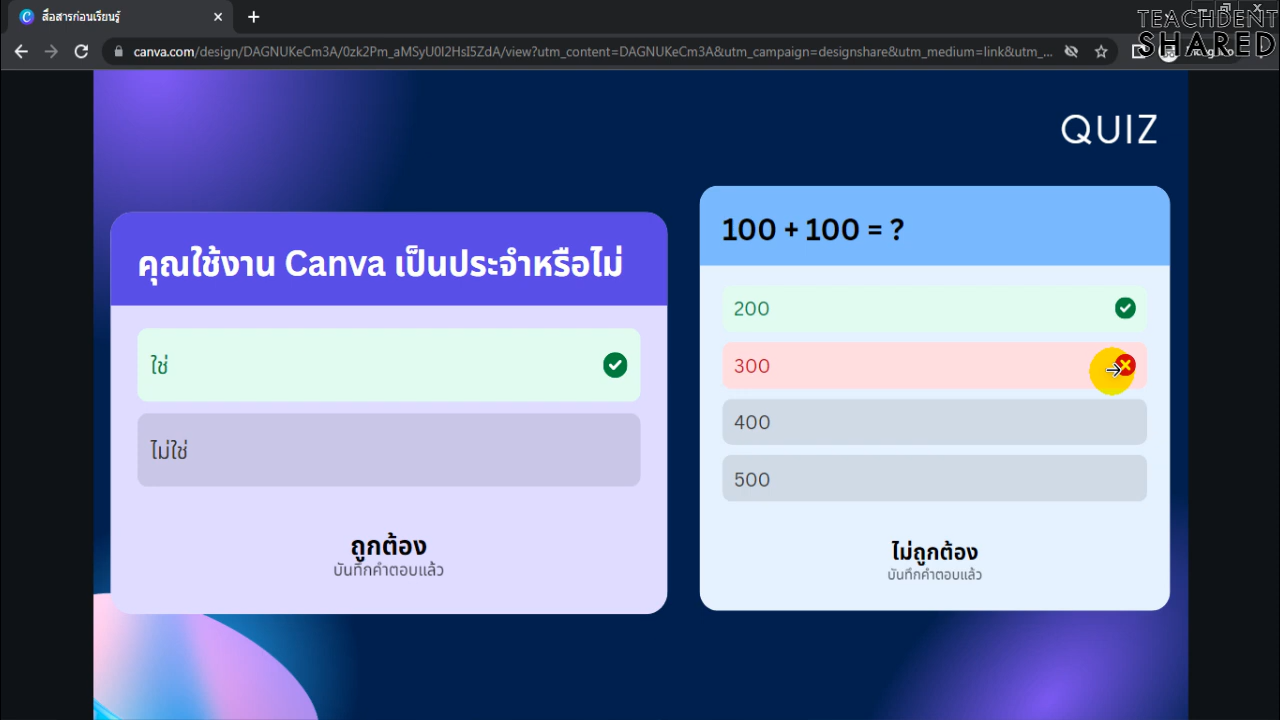 สื่อสารก่อนเรียนรู้
TEACHDENT
SHARED
canva.com/design/DAGNUKeCm3A/0zk2Pm_aMSyU0I2HsI5ZdA/view?utm_content=DAGNUKeCm3A&utm_campaign=designshare&utm_medium=link&utm_...
QUIZ
คุณใช้งาน Canva เป็นประจำหรือไม่
ใช่
ไม่ใช่
ถูกต้อง
บันทึกคำตอบแล้ว
100 + 100 = ?
200
300
400
500
ไม่ถูกต้อง
บันทึกคำตอบแล้ว